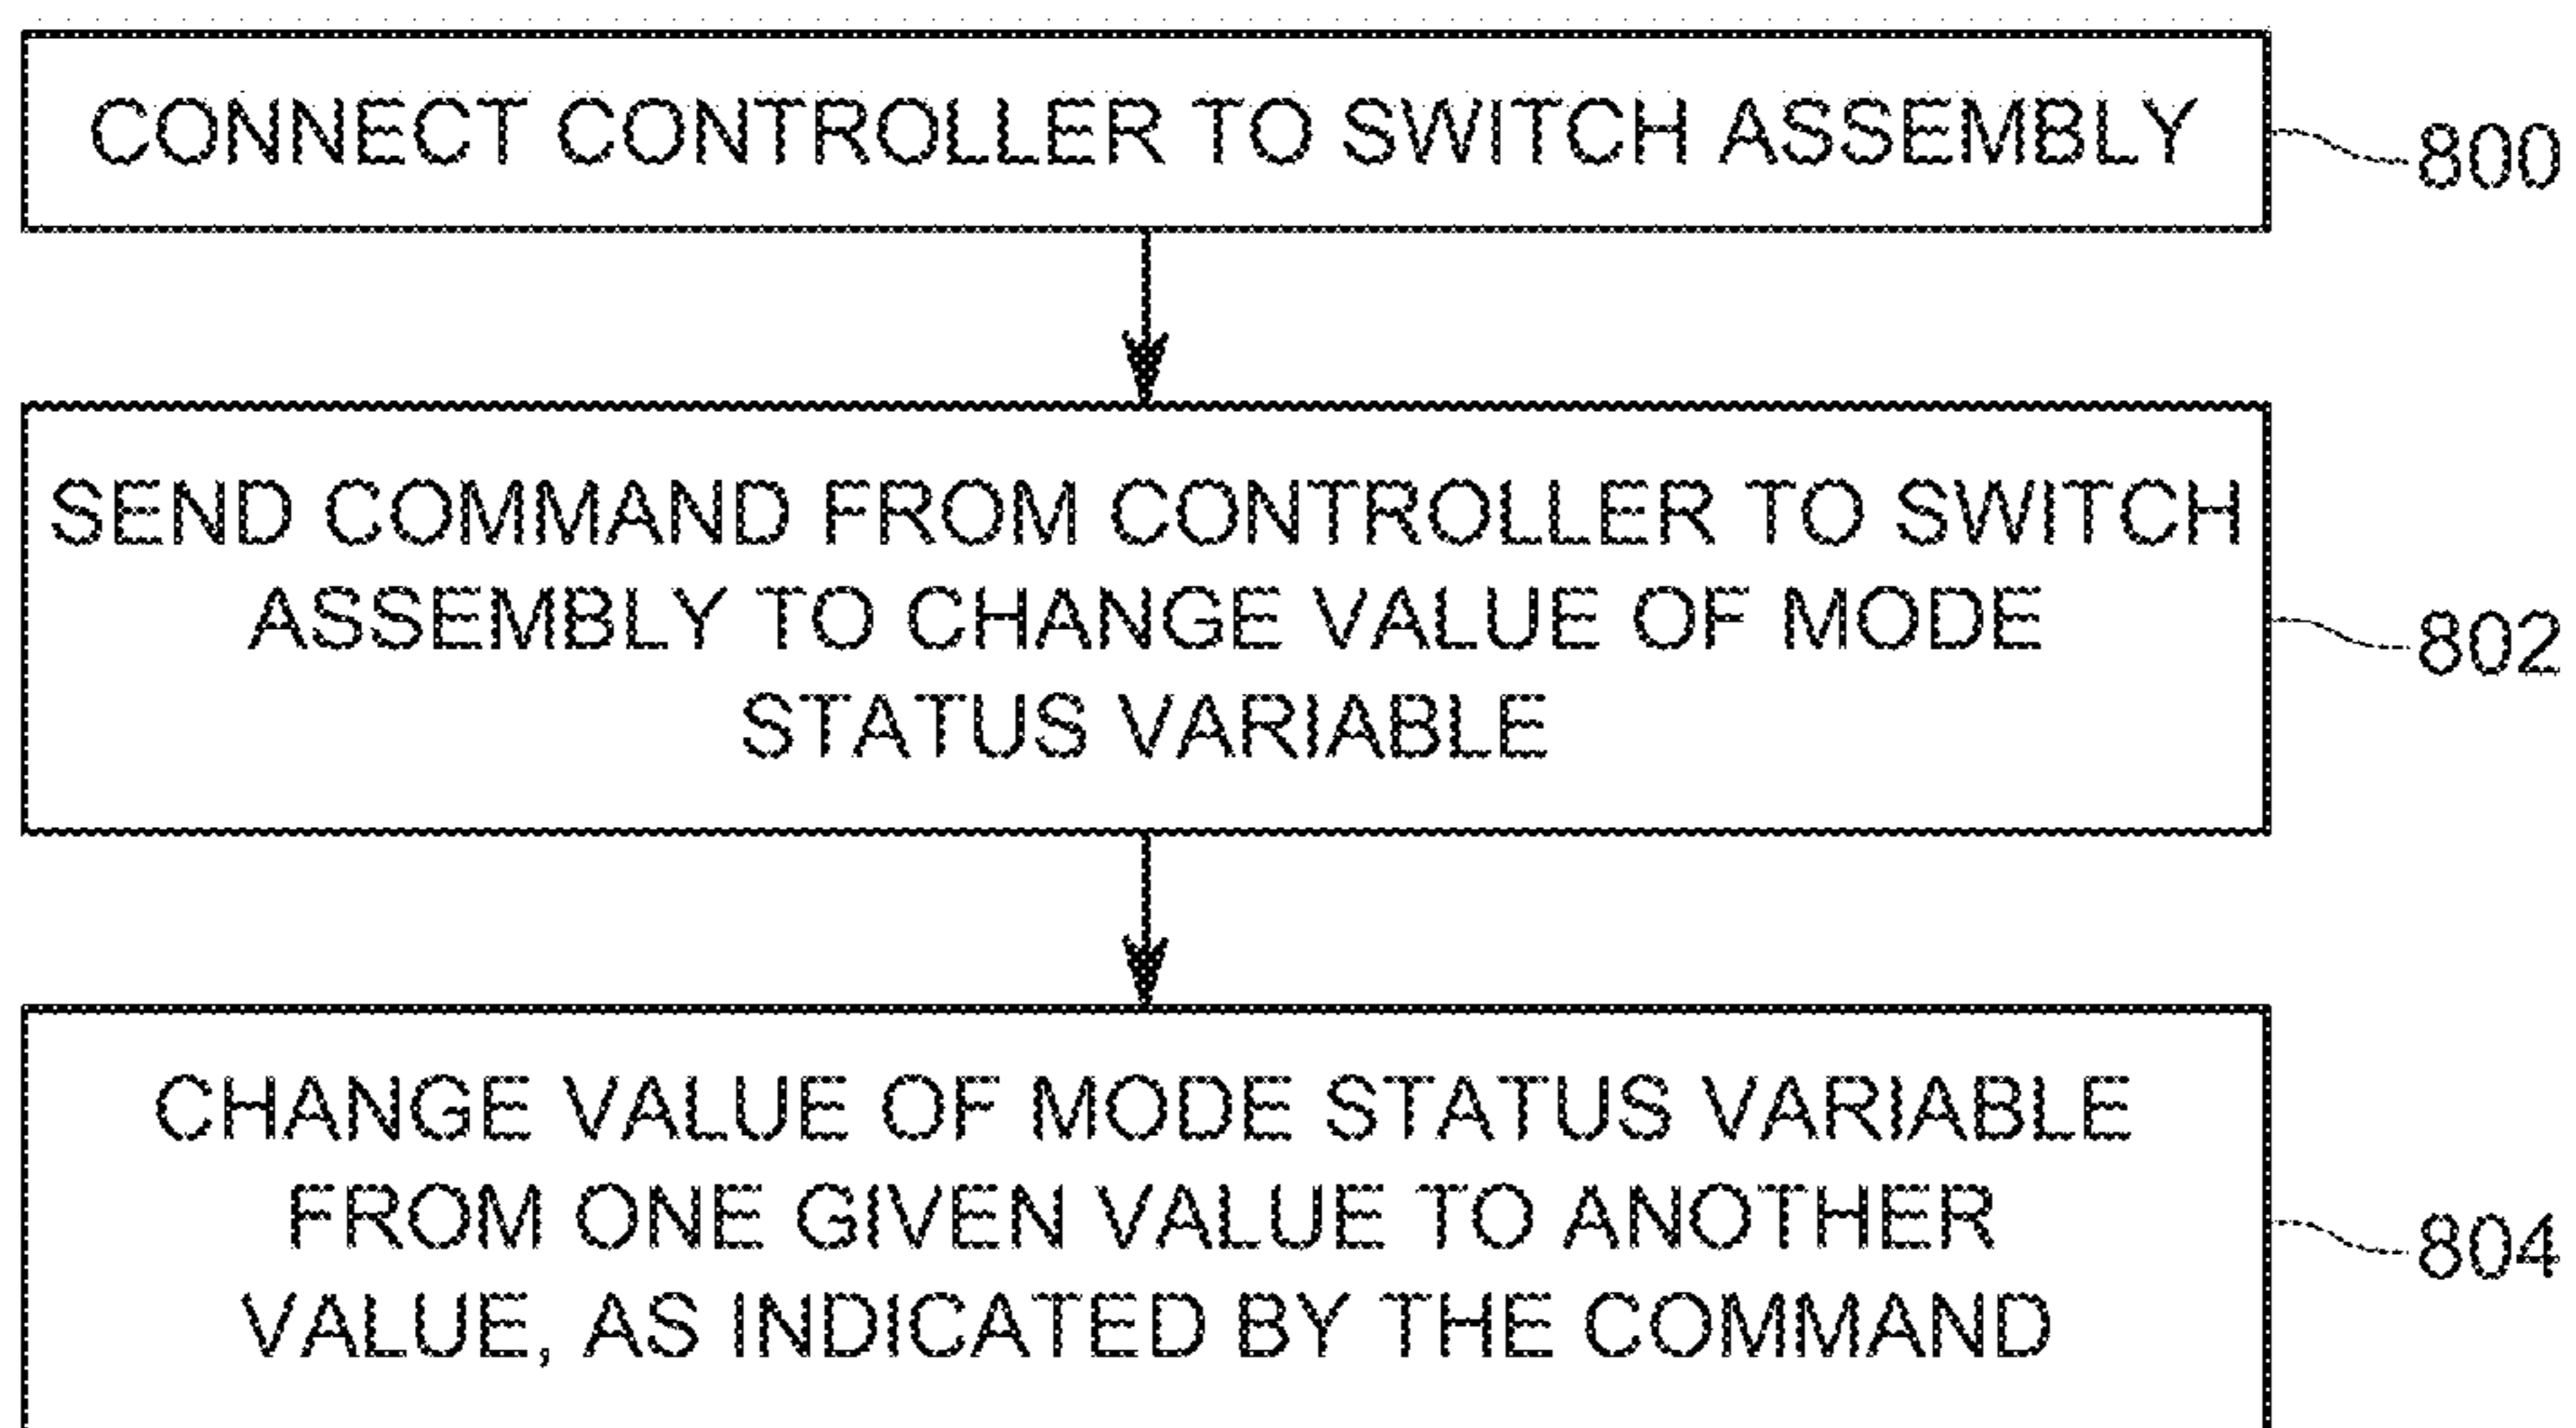 CONNECT CONTROLLER TO SWITCH ASSEMBLY
800
SEND COMMAND FROM CONTROLLER TO SWITCH
ASSEMBLY TO CHANGE VALUE OF MODE
STATUS VARIABLE
802
CHANGE VALUE OF MODE STATUS VARIABLE
FROM ONE GIVEN VALUE TO ANOTHER
VALUE, AS INDICATED BY THE COMMAND
804